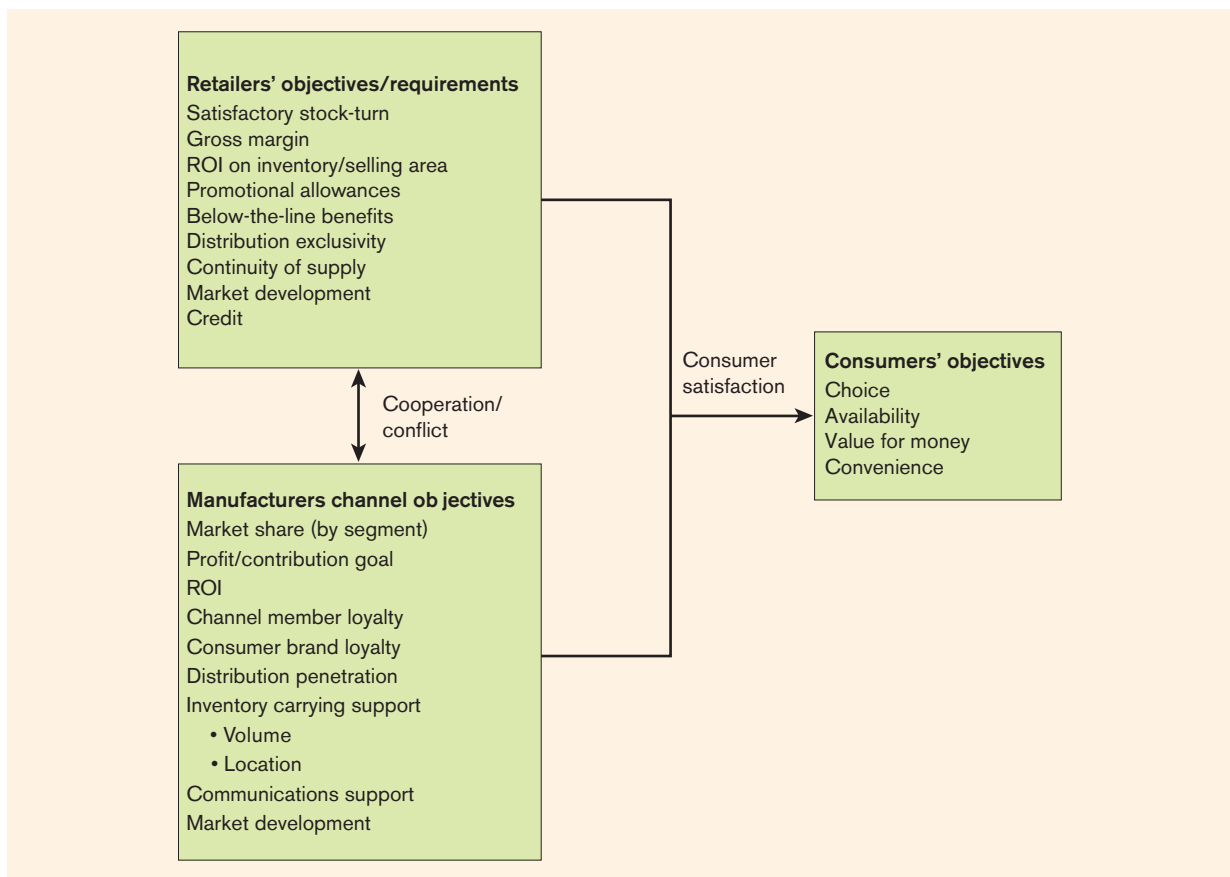 Retailers’ objectives/requirements
Satisfactory stock-turn
Gross margin
ROI on inventory/selling area
Promotional allowances
Below-the-line benefits
Distribution exclusivity
Continuity of supply
Market development
Credit
Cooperation/
conflict
Manufacturers channel ob jectives
Market share (by segment)
Profit/contribution goal
ROI
Channel member loyalty
Consumer brand loyalty
Distribution penetration
Inventory carrying support
• Volume
• Location
Communications support
Market development
Consumer
satisfaction
Consumers’ objectives
Choice
Availability
Value for money
Convenience